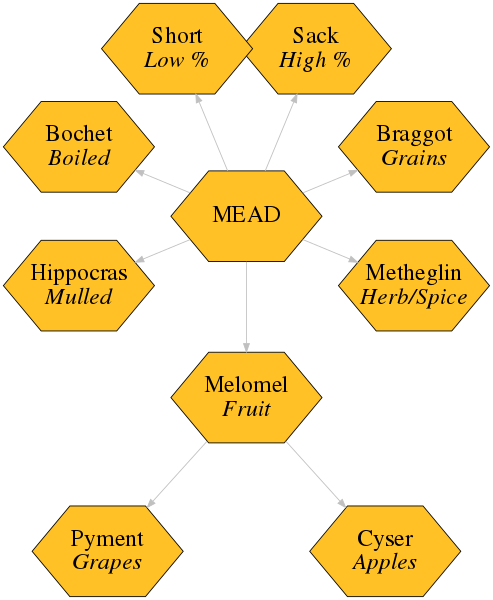 Short
Low %
Sack
High %
Bochet
Boiled
Braggot
Grains
MEAD
Hippocras
Mulled
Metheglin
Herb/Spice
Melomel
Fruit
Pyment
Grapes
Cyser
Apples